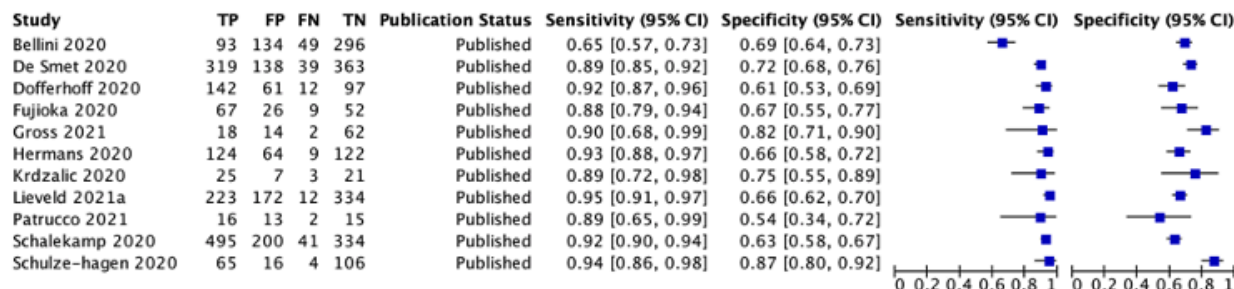 Study TP FP FN TN Publication Status Sensitivity (95% CI) Specificity (95% CI) Sensitivity (95% CI) Specificity (95% CI)
Bellini 2020 93 134 49 296 Published 0.65 [0.57, 0.73] 0.69 [0.64, 0.73]
De Smet 2020 319 138 39 363 Published 0.89 [0.85, 0.92] 0.72 [0.68, 0.76]
Dofferhoff 2020 142 61 12 97 Published 0.92 [0.87, 0.96] 0.61 [0.53, 0.69]
Fujioka 2020 67 26 9 52 Published 0.88 [0.79, 0.94] 0.67 [0.55, 0.77]
Gross 2021 18 14 2 62 Published 0.90 [0.68, 0.99] 0.82 [0.71, 0.90]
Hermans 2020 124 64 9 122 Published 0.93 [0.88, 0.97] 0.66 [0.58, 0.72]
Krdzalic 2020 25 7 3 21 Published 0.89 [0.72, 0.98] 0.75 [0.55, 0.89]
Lieveld 2021a 223 172 12 334 Published 0.95 [0.91, 0.97] 0.66 [0.62, 0.70]
Patrucco 2021 16 13 2 15 Published 0.89 [0.65, 0.99] 0.54 [0.34, 0.72]
Schalekamp 2020 495 200 41 334 Published 0.92 [0.90, 0.94] 0.63 [0.58, 0.67]
Schulze-hagen 2020 65 16 4 106 Published 0.94 [0.86, 0.98] 0.87 [0.80, 0.92]
0 0.2 0.4 0.6 0.8 1 0 0.2 0.4 0.6 0.8 1